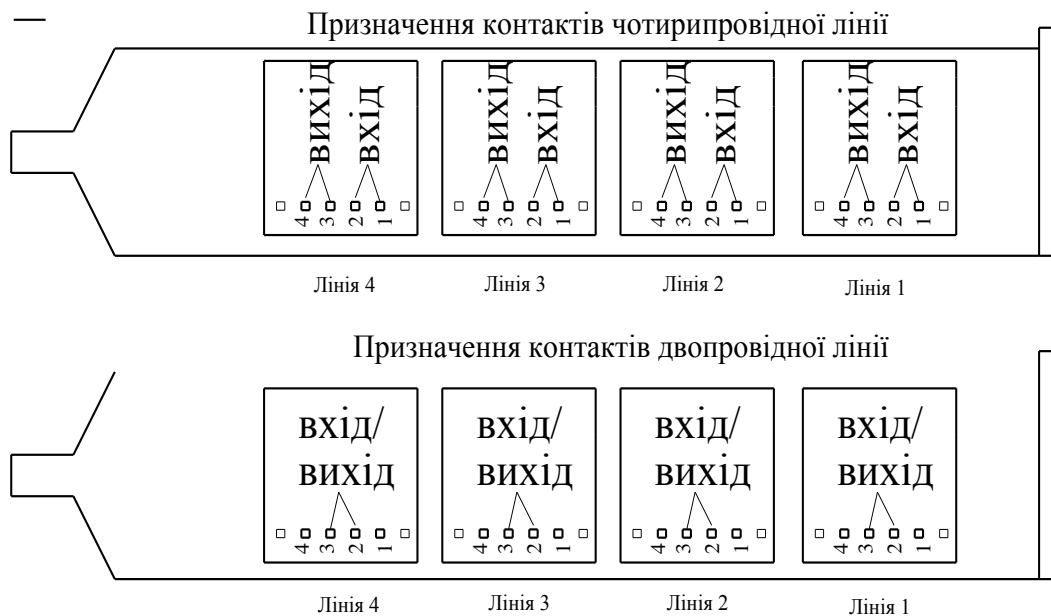 Призначення контактів чотирипровідної лінії
вихід вхід
4 3 2 1
вихід вхід
4 3 2 1
вихід вхід
4 3 2 1
вихід вхід
4 3 2 1
Лінія 4 Лінія 3 Лінія 2 Лінія 1
Призначення контактів двопровідної лінії
вхід/ вхід/ вхід/ вхід/
вихід вихід вихід вихід
4 3 2 1 4 3 2 1 4 3 2 1 4 3 2 1
Лінія 4 Лінія 3 Лінія 2 Лінія 1